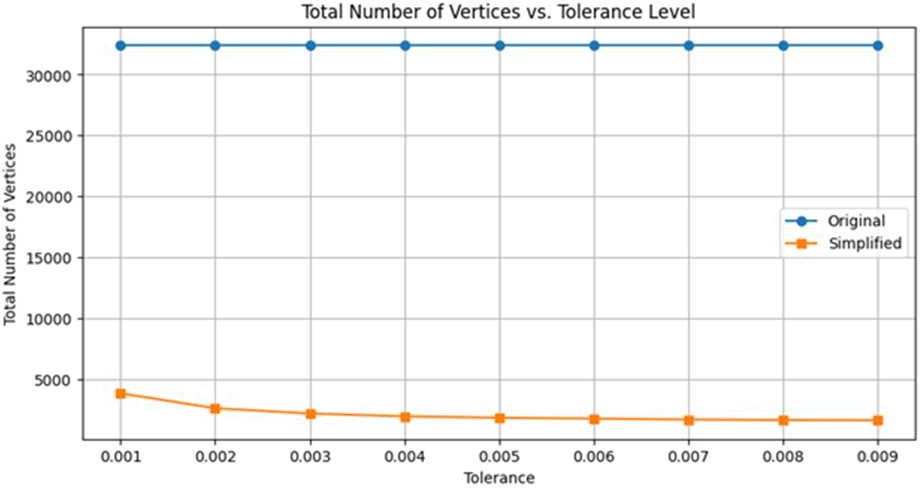 Total Number of Vertices vs. Tolerance Level
Total Number of Vertices
30000
25000
20000
15000
10000
5000
Original
Simplified
0.001 0.002 0.003 0.004 0.005 0.006 0.007 0.008 0.009
Tolerance